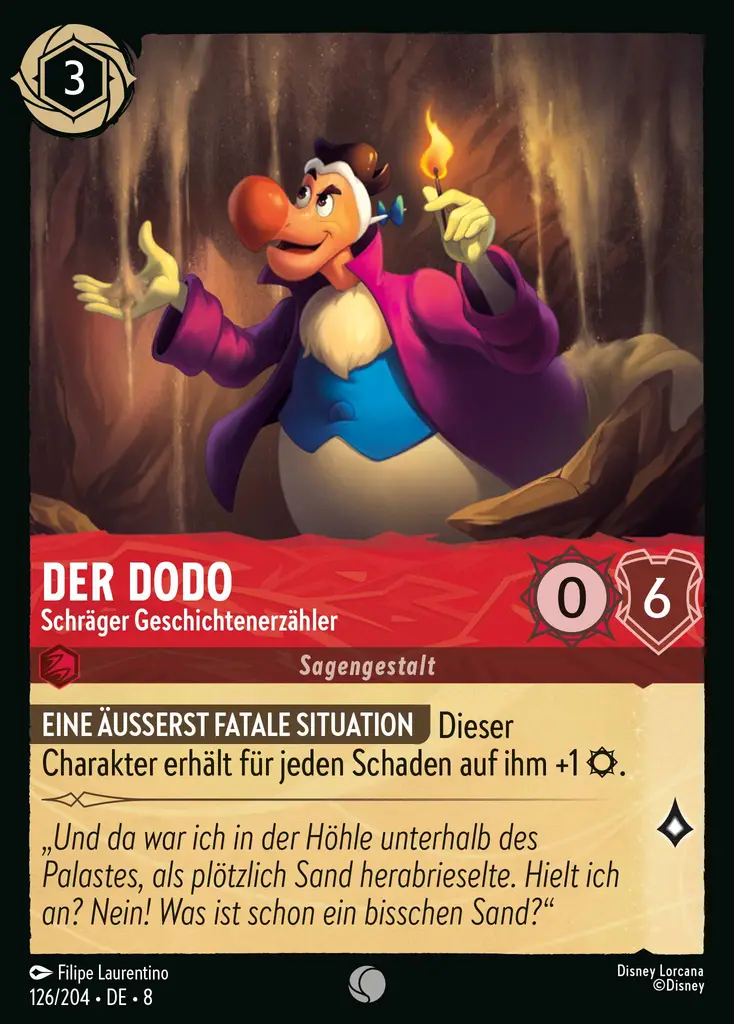 3
DER DODO
Schräger Geschichtenerzähler
0
6
Sagengestalt
EINE ÄUSSERST FATALE SITUATION Dieser
Charakter erhält für jeden Schaden auf ihm +1 .
„Und da war ich in der Höhle unterhalb des
Palastes, als plötzlich Sand herabrieselte. Hielt ich
an? Nein! Was ist schon ein bisschen Sand?“
Filipe Laurentino
126/204 • DE • 8
Disney Lorcana
©Disney